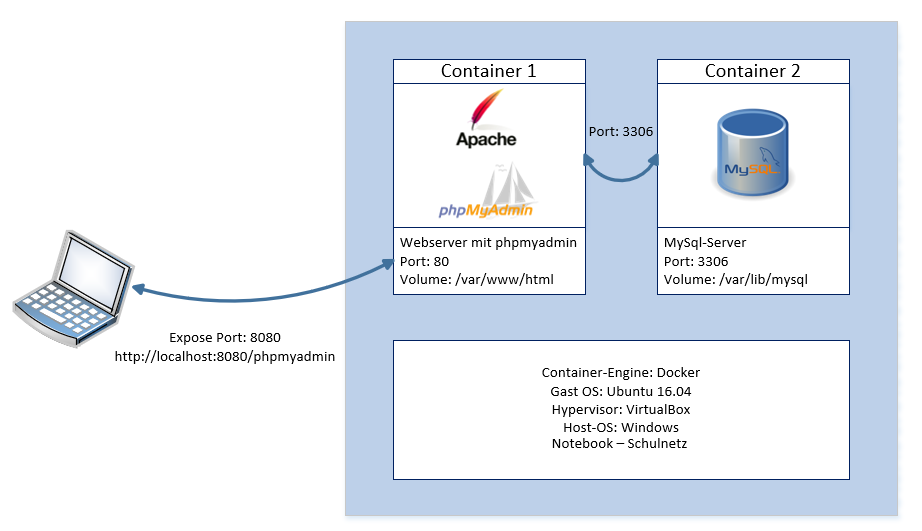 Container 1
Apache
phpMyAdmin
Webserver mit phpmyadmin
Port: 80
Volume: /var/www/html
Port: 3306
Container 2
MySQL
MySql-Server
Port: 3306
Volume: /var/lib/mysql
Expose Port: 8080
http://localhost:8080/phpmyadmin
Container-Engine: Docker
Gast OS: Ubuntu 16.04
Hypervisor: VirtualBox
Host-OS: Windows
Notebook – Schulnetz